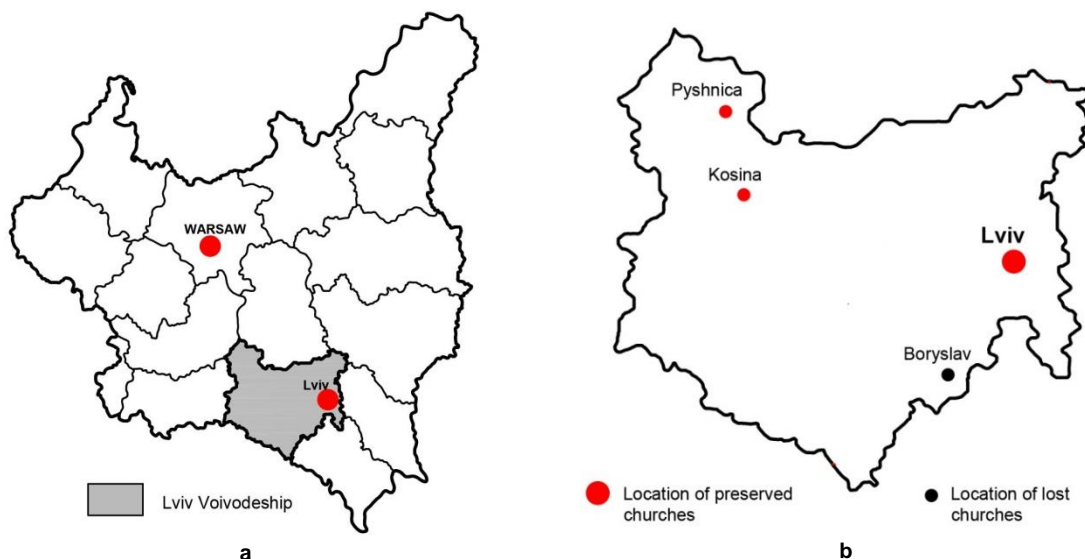 WARSAW
Lviv
Lviv Voivodeship
a
Pyshnica
Kosina
Lviv
Boryslav
Location of preserved
churches
Location of lost
churches
b